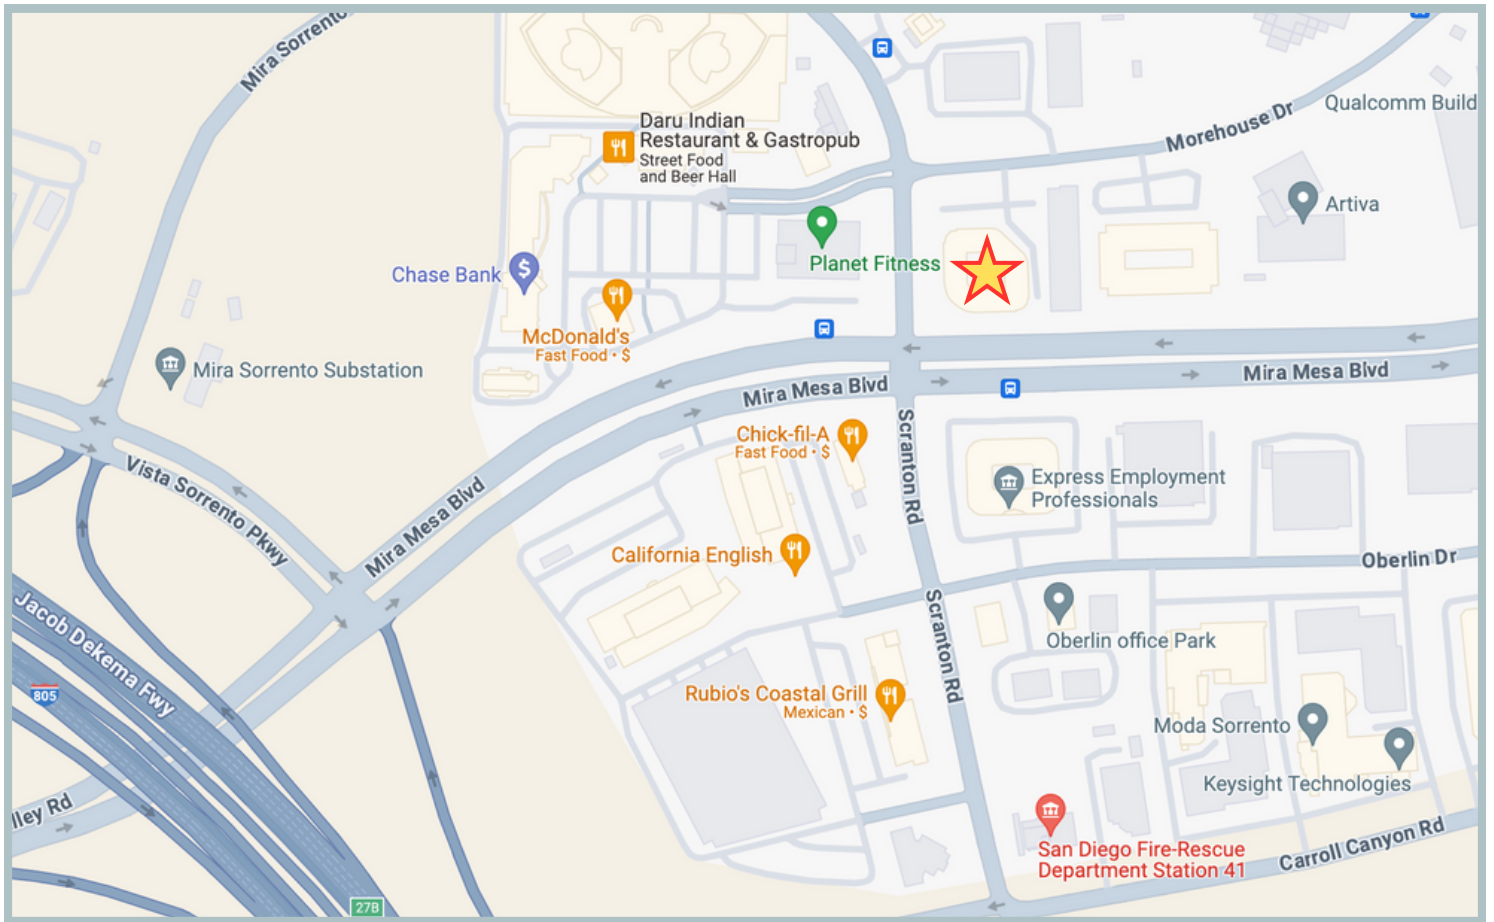 Mira Sorrento
Daru Indian
Restaurant & Gastropub
Street Food
and Beer Hall
Morehouse Dr
Qualcomm Build
Artiva
Planet Fitness
Chase Bank
$
McDonald's
Fast Food • $
Mira Sorrento Substation
Mira Mesa Blvd
Mira Mesa Blvd
Chick-fil-A
Fast Food • $
Scranton Rd
Express Employment
Professionals
Vista Sorrento Pkwy
Mira Mesa Blvd
California English
Oberlin Dr
Scranton Rd
Oberlin office Park
Jacob Dekema Fwy
805
Rubio's Coastal Grill
Mexican • $
Moda Sorrento
Keysight Technologies
lley Rd
San Diego Fire-Rescue
Department Station 41
Carroll Canyon Rd
27B